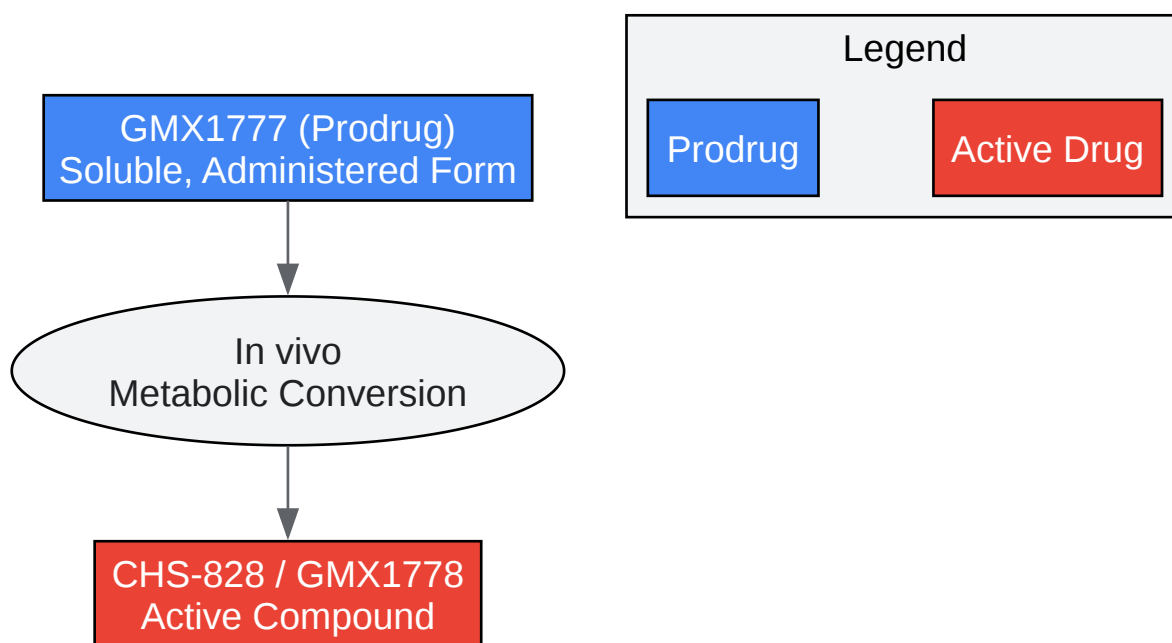 GMX1777 (Prodrug)
Soluble, Administered Form
In vivo
Metabolic Conversion
CHS-828 / GMX1778
Active Compound
Legend
Prodrug
Active Drug